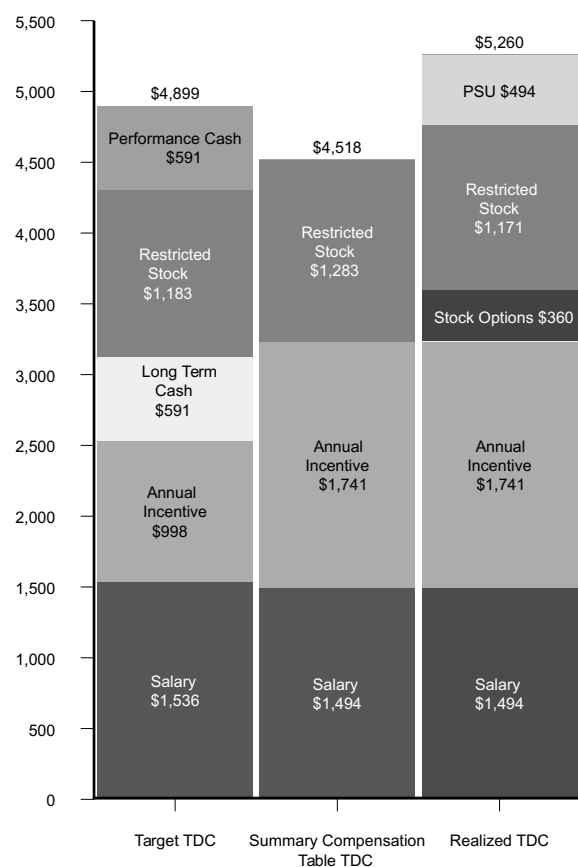 5,500
5,000
4,500
4,000
3,500
3,000
2,500
2,000
1,500
1,000
500
0
$4,899
Performance Cash
$591
Restricted
Stock
$1,183
Long Term
Cash
$591
Annual
Incentive
$998
Salary
$1,536
Target TDC
$4,518
Restricted
Stock
$1,283
Annual
Incentive
$1,741
Salary
$1,494
Summary Compensation
Table TDC
$5,260
PSU $494
Restricted
Stock
$1,171
Stock Options $360
Annual
Incentive
$1,741
Salary
$1,494
Realized TDC